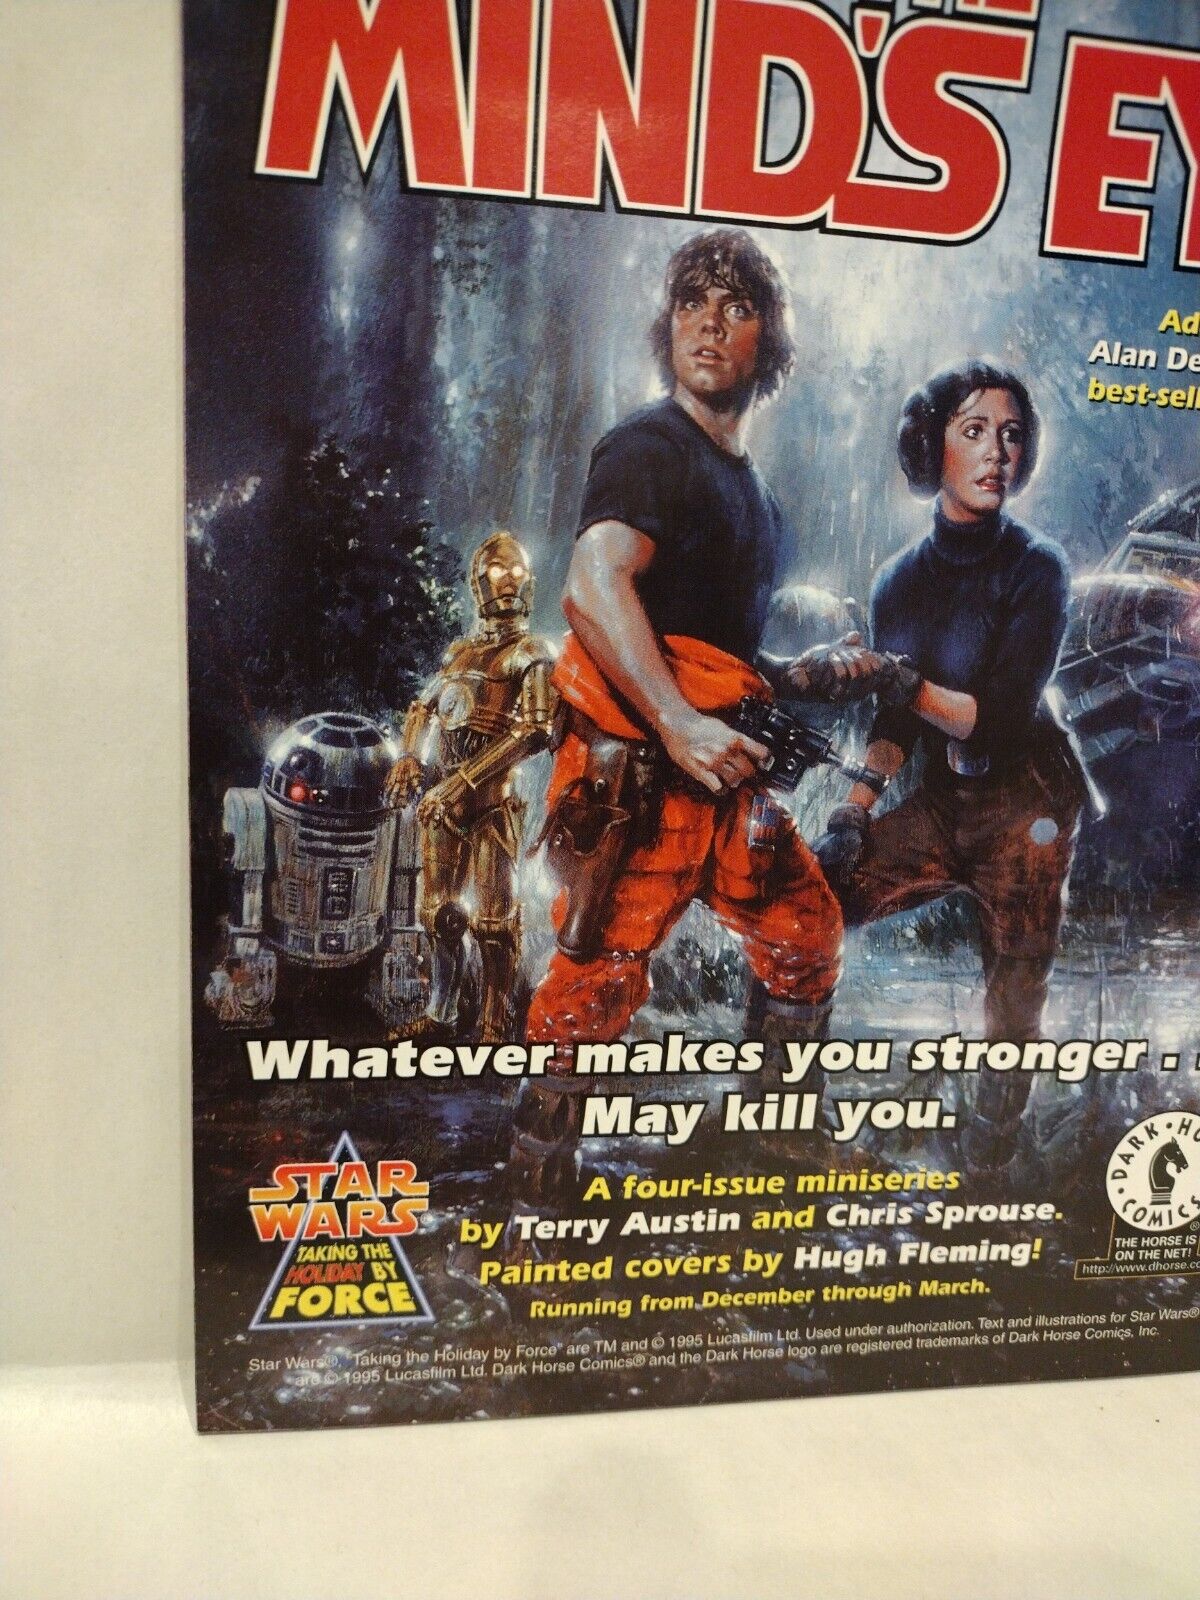 MIND'S EY
Ad
Alan De
best-sell
Whatever makes you stronger . .
May kill you.
STAR
WARS®
TAKING THE
HOLIDAY BY
FORCE
A four-issue miniseries
by Terry Austin and Chris Sprouse.
Painted covers by Hugh Fleming!
Running from December through March.
DARK • HO
COMICS
®
THE HORSE IS
ON THE NET!
http://www.dhorse.co
Star Wars®, 'Taking the Holiday by Force' are TM and © 1995 Lucasfilm Ltd. Used under authorization. Text and illustrations for Star Wars®
are © 1995 Lucasfilm Ltd. Dark Horse Comics® and the Dark Horse logo are registered trademarks of Dark Horse Comics, Inc.